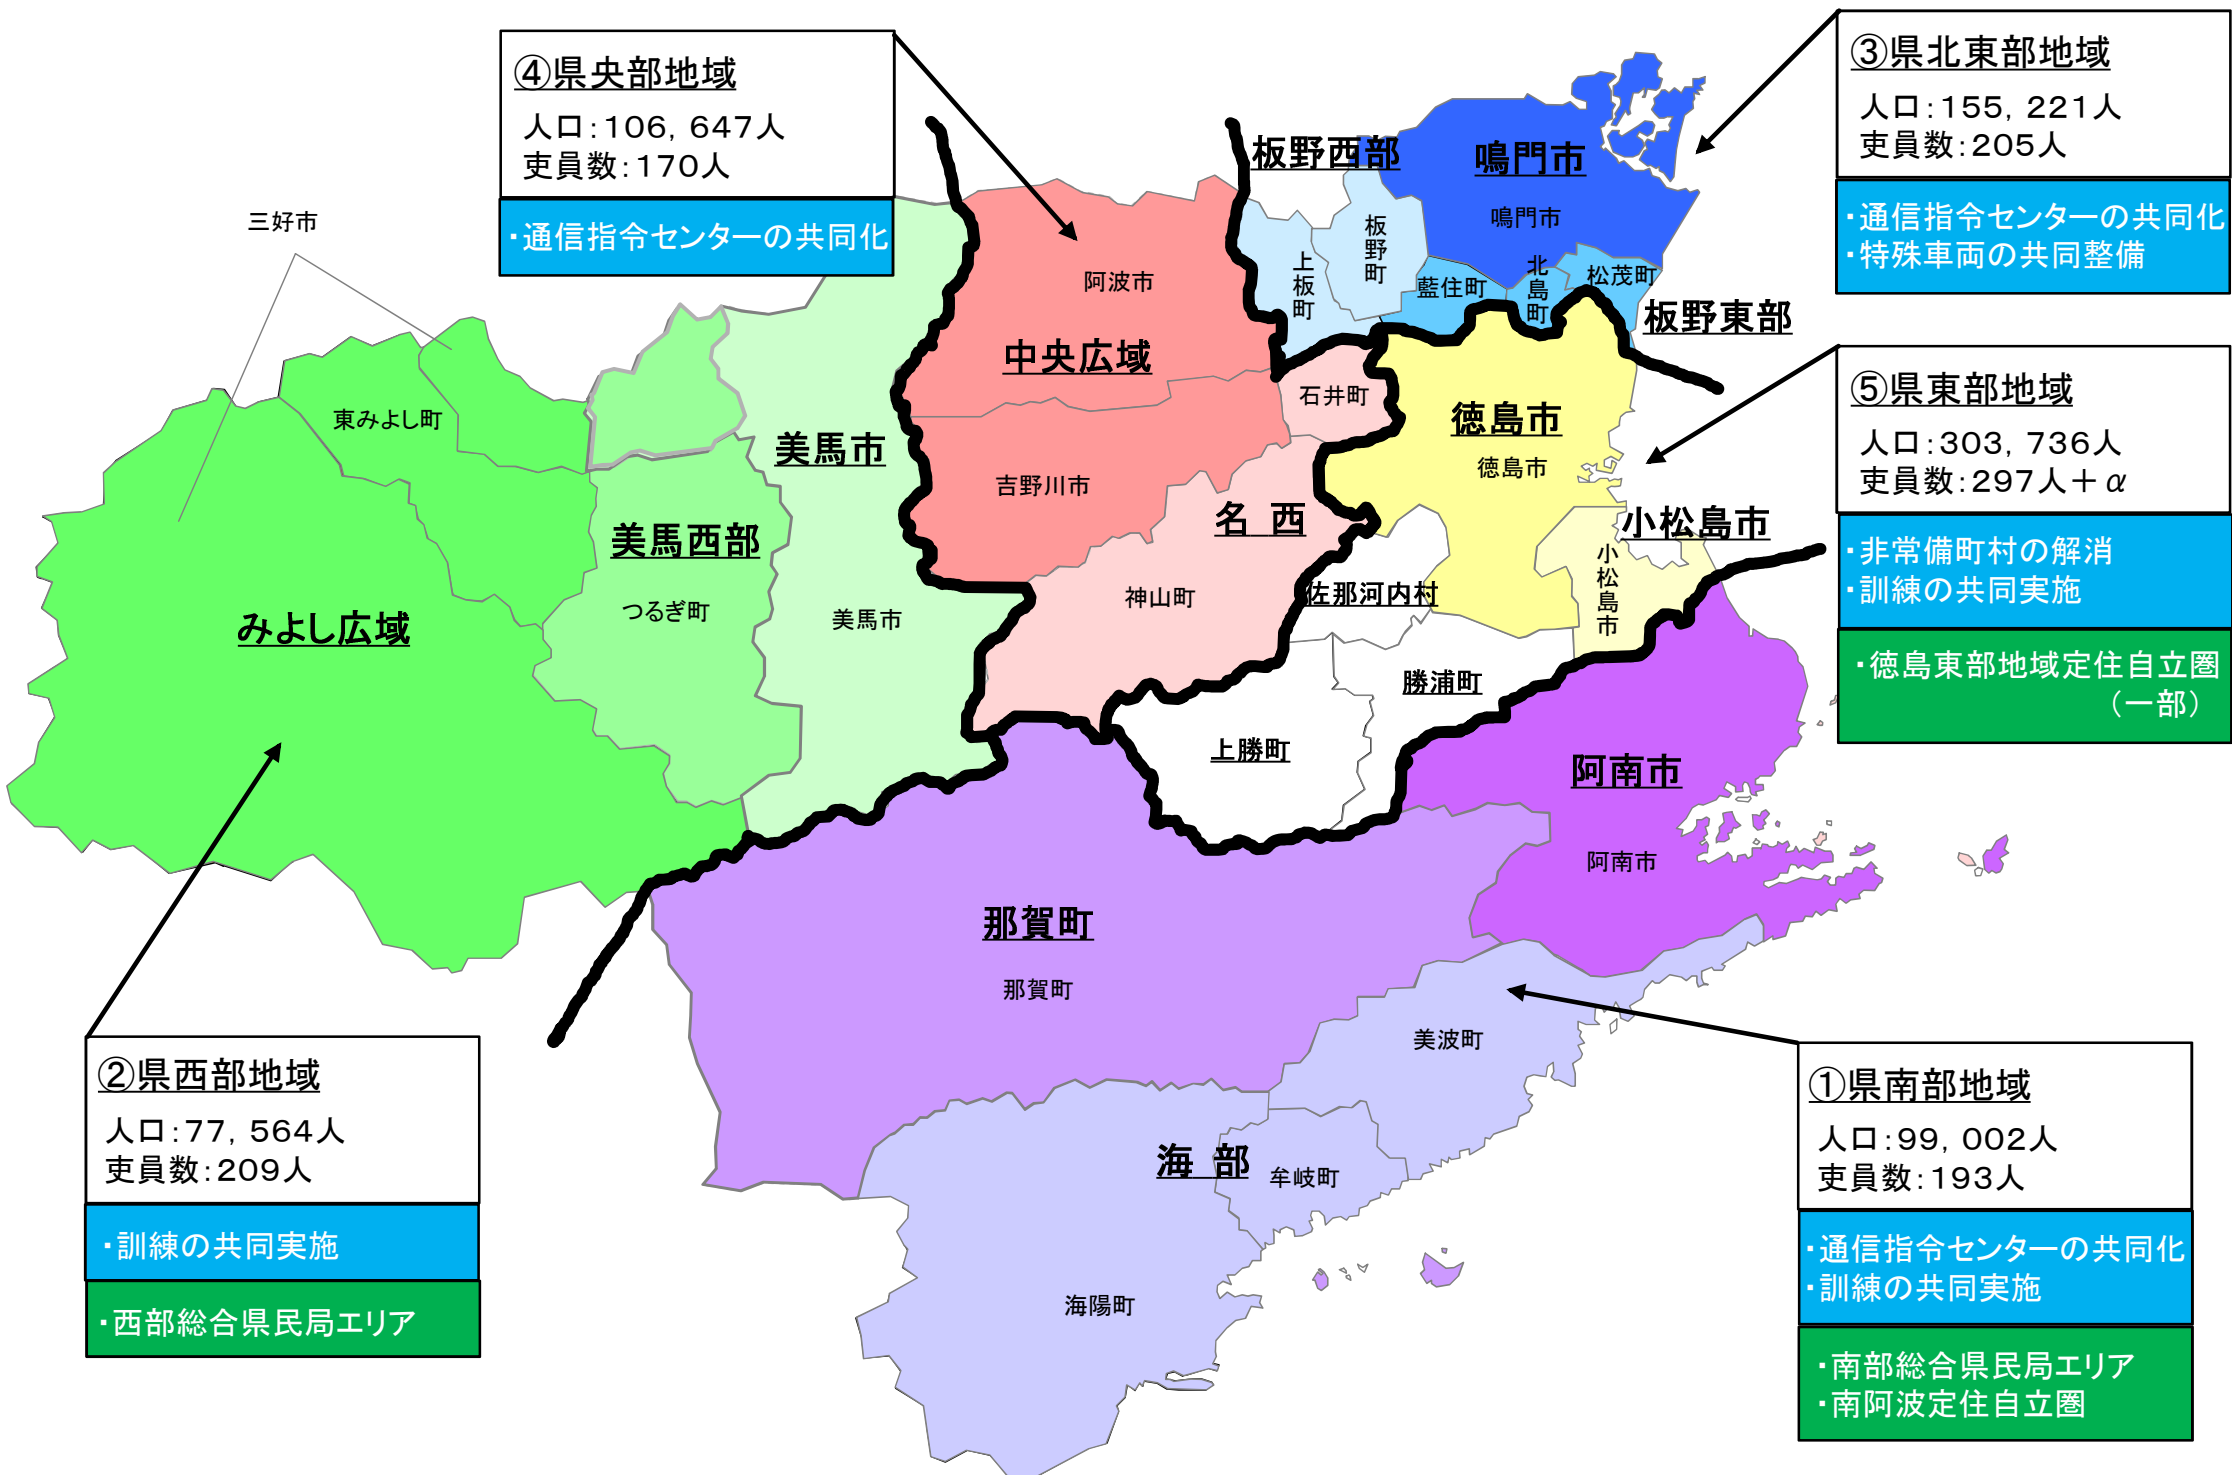 ④県央部地域
人口：106，647人
吏員数：170人
・通信指令センターの共同化
③県北東部地域
人口：155，221人
吏員数：205人
・通信指令センターの共同化
・特殊車両の共同整備
⑤県東部地域
人口：303，736人
吏員数：297人＋α
・非常備町村の解消
・訓練の共同実施
・徳島東部地域定住自立圏
（一部）
②県西部地域
人口：77，564人
吏員数：209人
・訓練の共同実施
・西部総合県民局エリア
①県南部地域
人口：99，002人
吏員数：193人
・通信指令センターの共同化
・訓練の共同実施
・南部総合県民局エリア
・南阿波定住自立圏
三好市
東みよし町
みよし広域
美馬西部
つるぎ町
美馬市
美馬市
阿波市
中央広域
吉野川市
板野西部
上板町
板野町
鳴門市
鳴門市
藍住町
北島町
松茂町
板野東部
石井町
名 西
神山町
徳島市
徳島市
小松島市
小松島市
佐那河内村
勝浦町
上勝町
阿南市
阿南市
那賀町
那賀町
美波町
海 部
牟岐町
海陽町